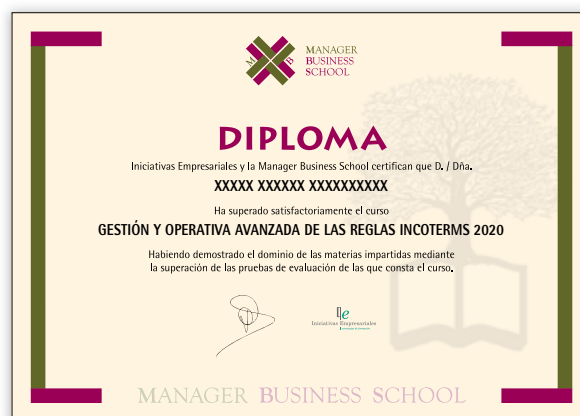 M B
MANAGER
BUSINESS
SCHOOL
DIPLOMA
Iniciativas Empresariales y la Manager Business School certifican que D. / Dña.
XXXXX XXXXXX XXXXXXXXXX
Ha superado satisfactoriamente el curso
GESTIÓN Y OPERATIVA AVANZADA DE LAS REGLAS INCOTERMS 2020
Habiendo demostrado el dominio de las materias impartidas mediante
la superación de las pruebas de evaluación de las que consta el curso.
Iniciativas Empresariales
MANAGER BUSINESS SCHOOL